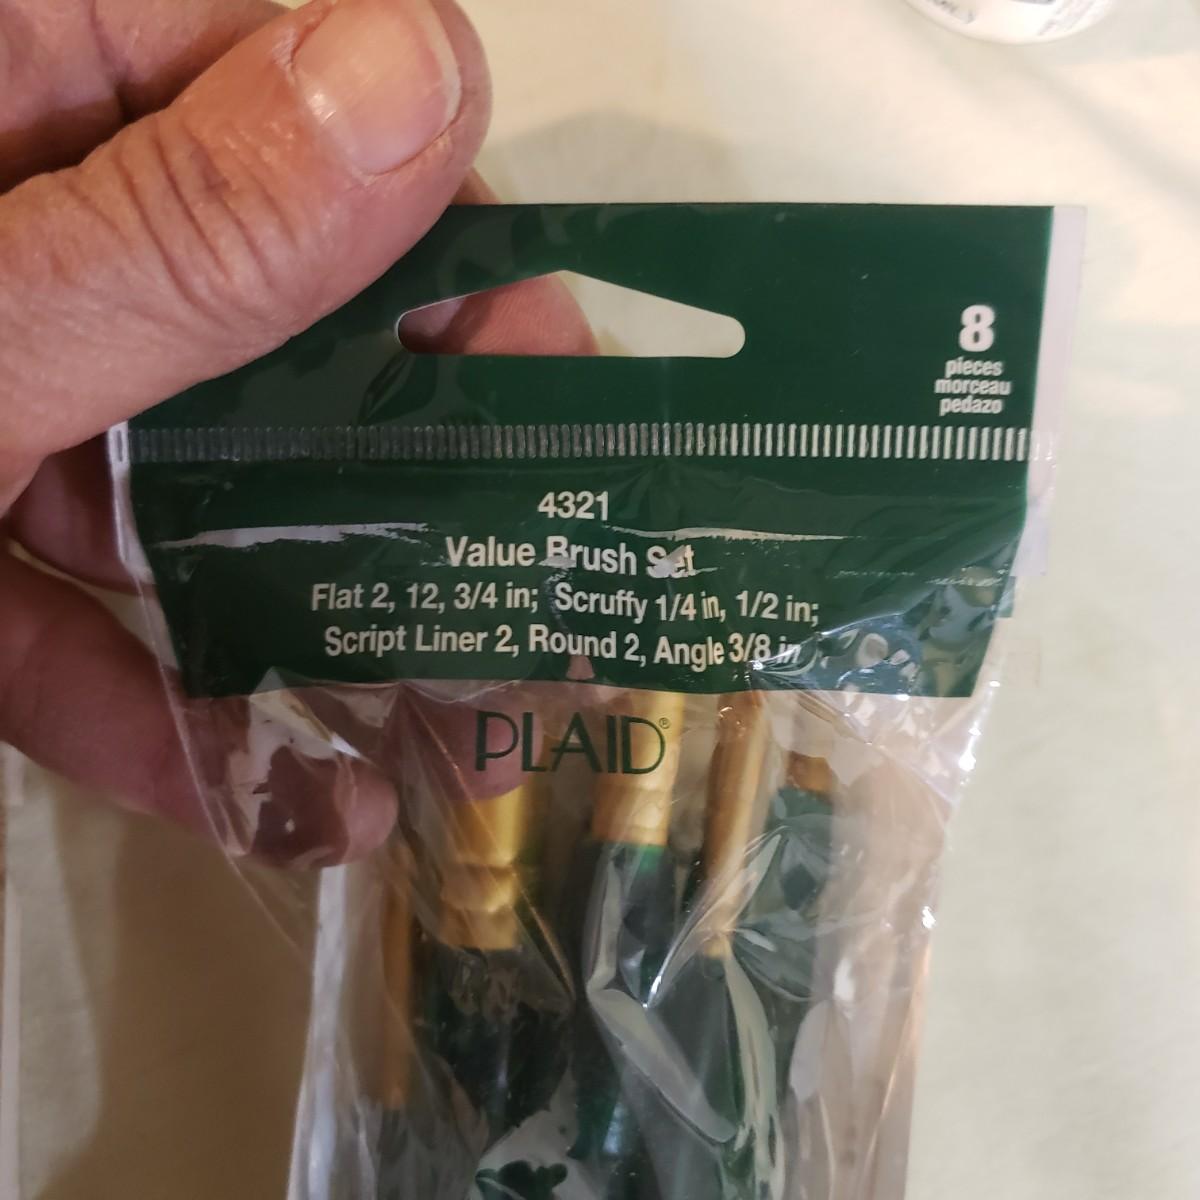 8
pieces
morceau
pedazo
4321
Value Brush Set
Flat 2, 12, 3/4 in; Scruffy 1/4 in, 1/2 in;
Script Liner 2, Round 2, Angle 3/8 in
PLAID®